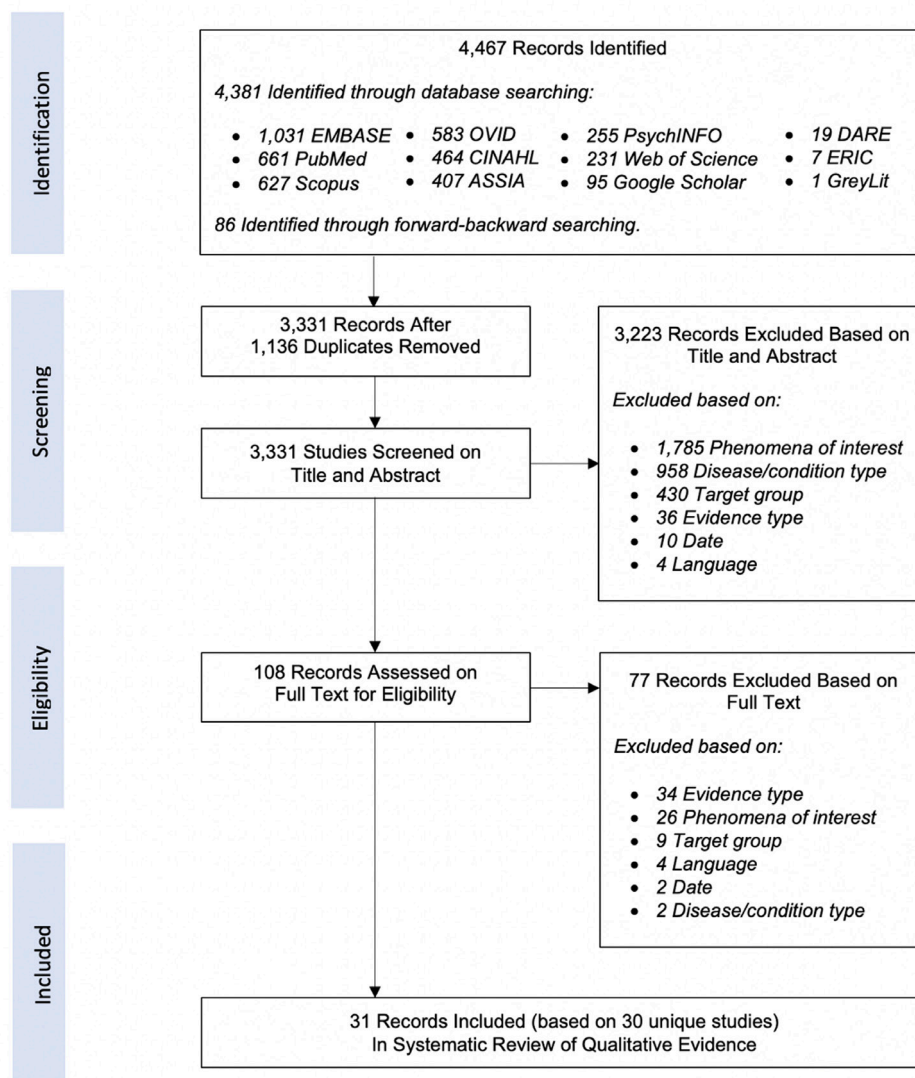 Identification
4,467 Records Identified
4,381 Identified through database searching:
• 1,031 EMBASE • 583 OVID • 255 PsychINFO • 19 DARE
• 661 PubMed • 464 CINAHL • 231 Web of Science • 7 ERIC
• 627 Scopus • 407 ASSIA • 95 Google Scholar • 1 GreyLit
86 Identified through forward-backward searching.
Screening
3,331 Records After
1,136 Duplicates Removed
3,331 Studies Screened on
Title and Abstract
3,223 Records Excluded Based on
Title and Abstract
Excluded based on:
• 1,785 Phenomena of interest
• 958 Disease/condition type
• 430 Target group
• 36 Evidence type
• 10 Date
• 4 Language
Eligibility
108 Records Assessed on
Full Text for Eligibility
77 Records Excluded Based on
Full Text
Excluded based on:
• 34 Evidence type
• 26 Phenomena of interest
• 9 Target group
• 4 Language
• 2 Date
• 2 Disease/condition type
Included
31 Records Included (based on 30 unique studies)
In Systematic Review of Qualitative Evidence